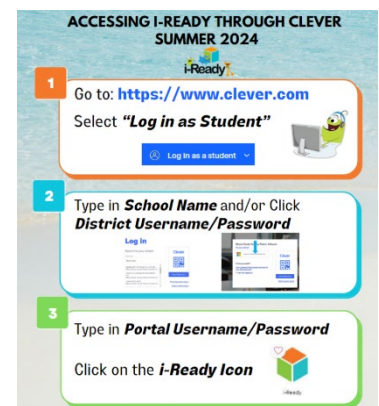 ACCESSING I-READY THROUGH CLEVER
SUMMER 2024
i-Ready
1
Go to: https://www.clever.com
Select “Log in as Student”
Log in as a student
2
Type in School Name and/or Click
District Username/Password
Log in
Clever
3
Type in Portal Username/Password
Click on the i-Ready Icon
i-Ready